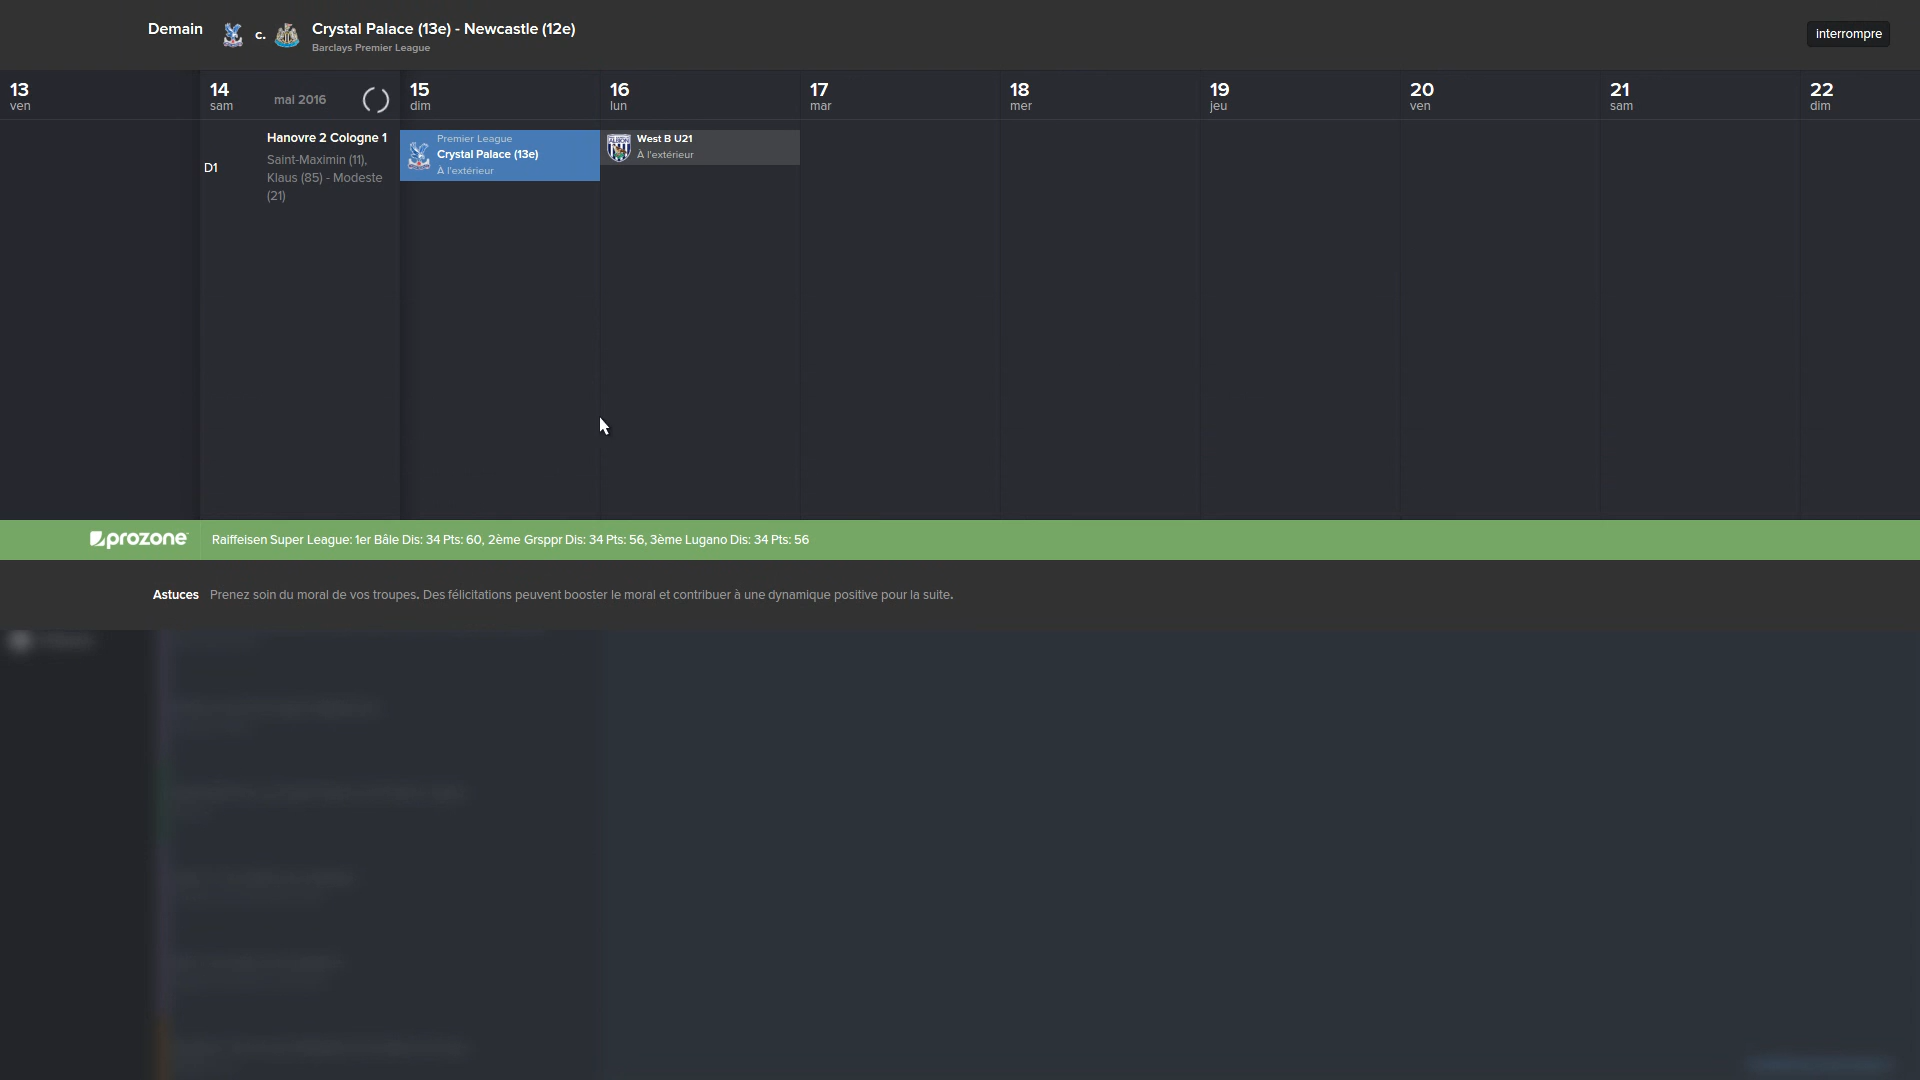 Demain
c.
Crystal Palace (13e) - Newcastle (12e)
Barclays Premier League
interrompre
13
ven
14
sam
mai 2016
15
dim
16
lun
17
mar
18
mer
19
jeu
20
ven
21
sam
22
dim
D1
Hanovre 2 Cologne 1
Saint-Maximin (11),
Klaus (85) - Modeste
(21)
Premier League
Crystal Palace (13e)
À l'extérieur
West B U21
À l'extérieur
prozone
Raiffeisen Super League: 1er Bâle Dis: 34 Pts: 60, 2ème Grsppr Dis: 34 Pts: 56, 3ème Lugano Dis: 34 Pts: 56
Astuces
Prenez soin du moral de vos troupes. Des félicitations peuvent booster le moral et contribuer à une dynamique positive pour la suite.